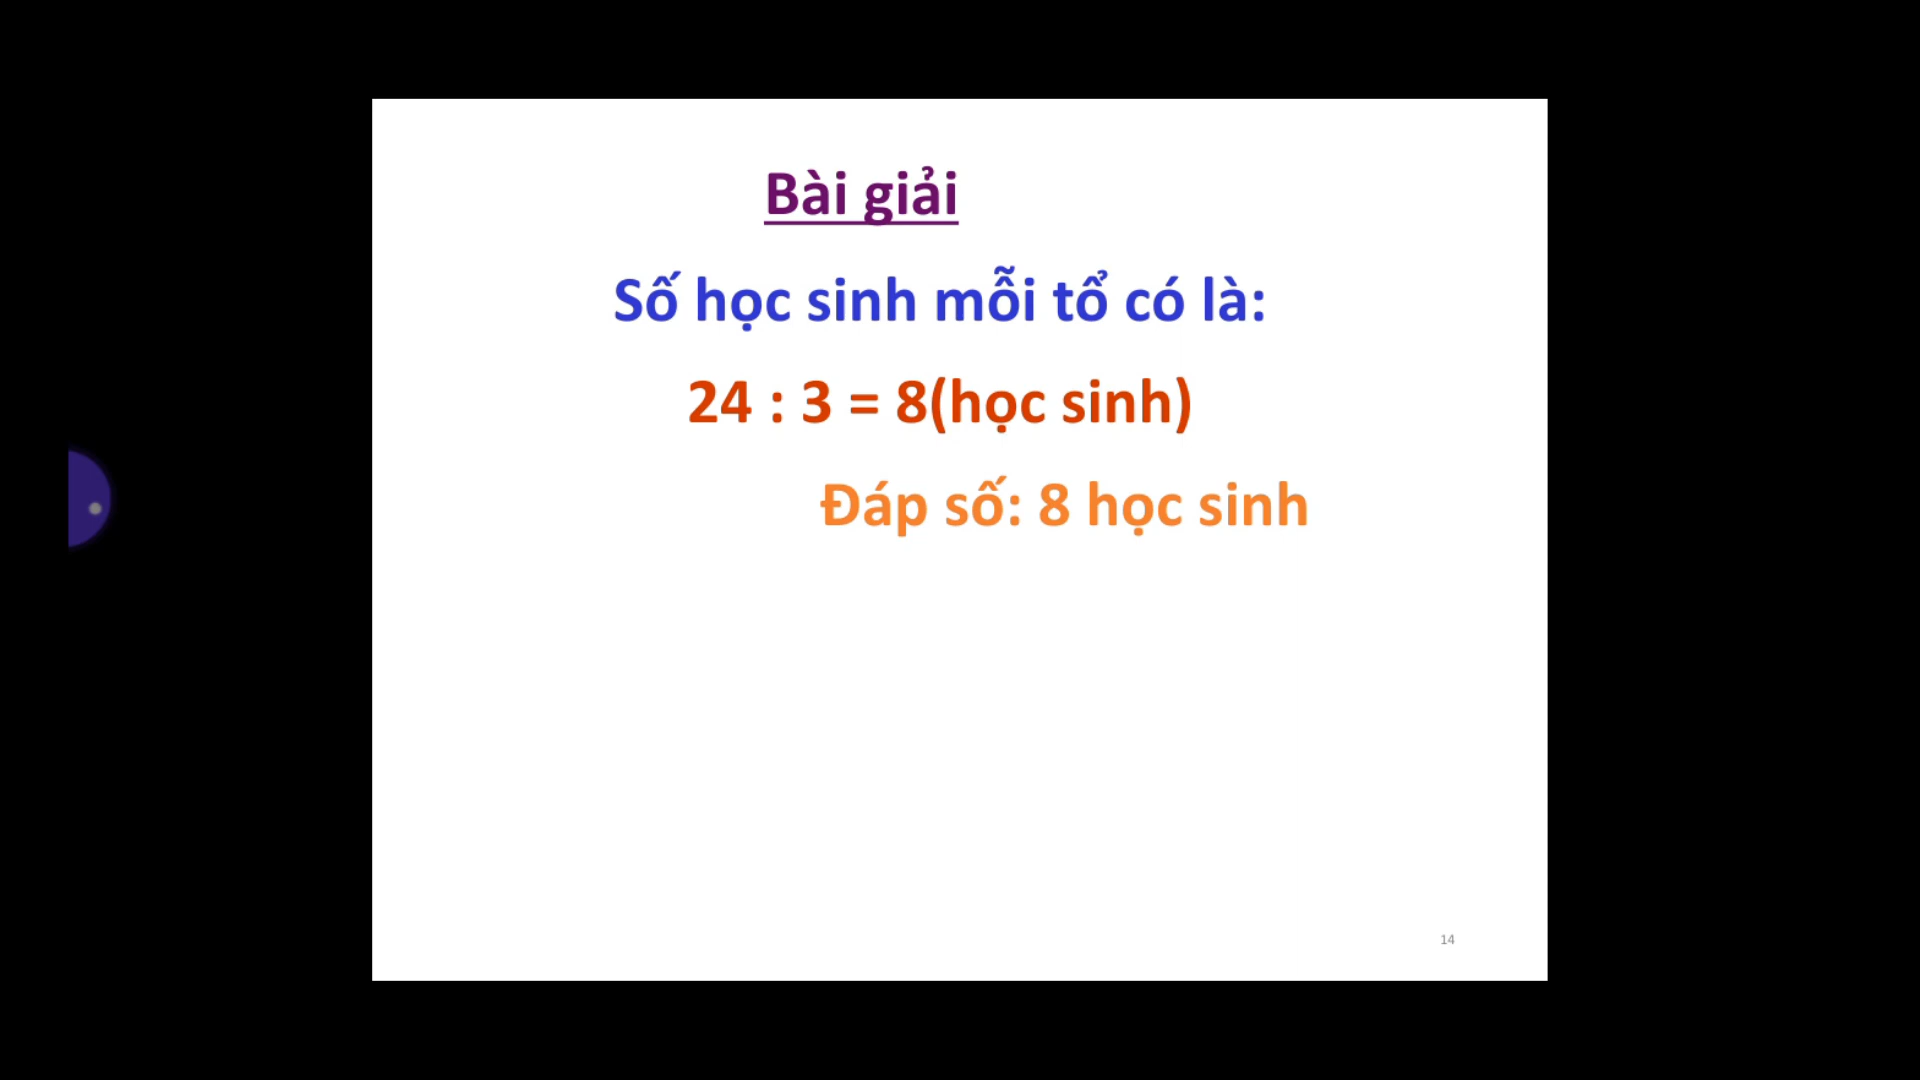 Bài giải
Số học sinh mỗi tổ có là:
24 : 3 = 8(học sinh)
Đáp số: 8 học sinh
14